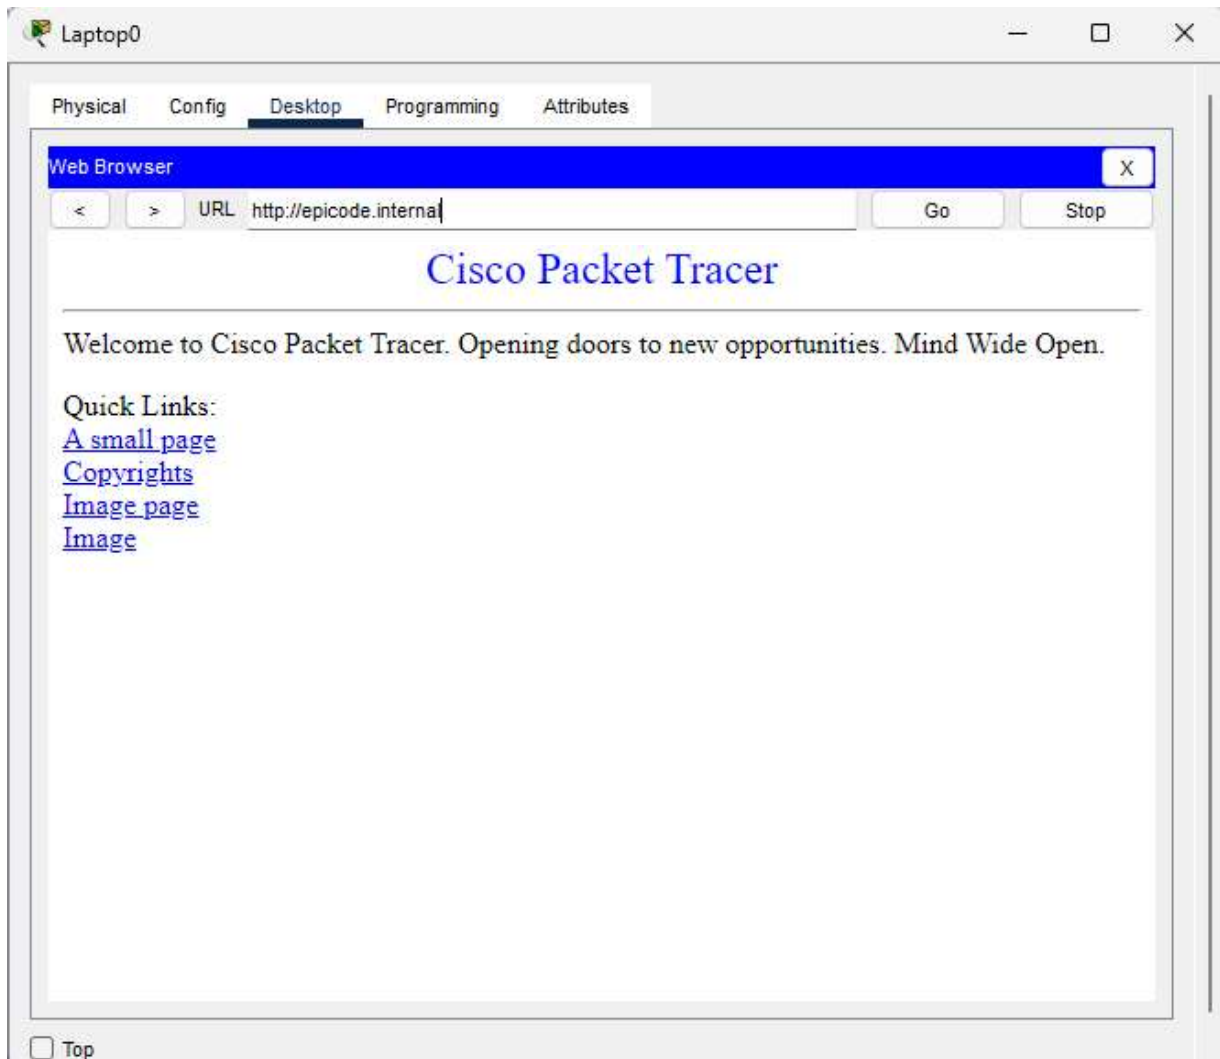 Laptop0
Physical Config Desktop Programming Attributes
Web Browser X
< > URL http://epicode.internal Go Stop
Cisco Packet Tracer
Welcome to Cisco Packet Tracer. Opening doors to new opportunities. Mind Wide Open.
Quick Links:
A small page
Copyrights
Image page
Image
Top